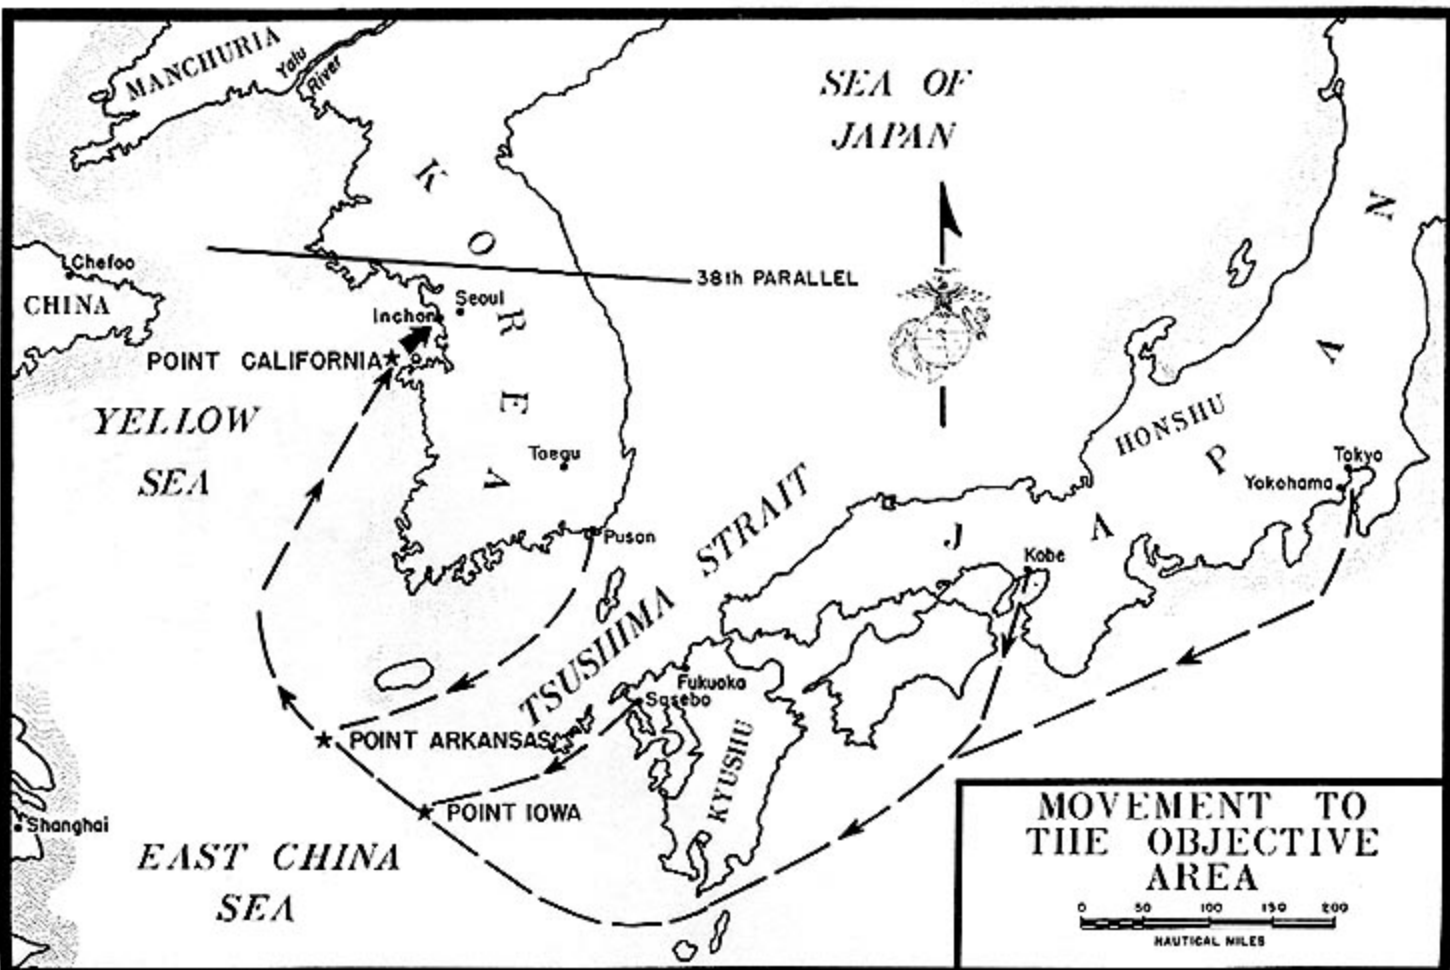 MANCHURIA
Yalu
River
SEA OF
JAPAN
KOREA
38th PARALLEL
Chefoo
CHINA
Seoul
Inchon
POINT CALIFORNIA
YELLOW
SEA
Taegu
Pusan
TSUSHIMA STRAIT
HONSHU
JAPAN
Tokyo
Yokohama
Kobe
Fukuoka
Sasebo
KYUSHU
POINT ARKANSAS
POINT IOWA
Shanghai
EAST CHINA
SEA
MOVEMENT TO
THE OBJECTIVE
AREA
0 50 100 150 200
NAUTICAL MILES